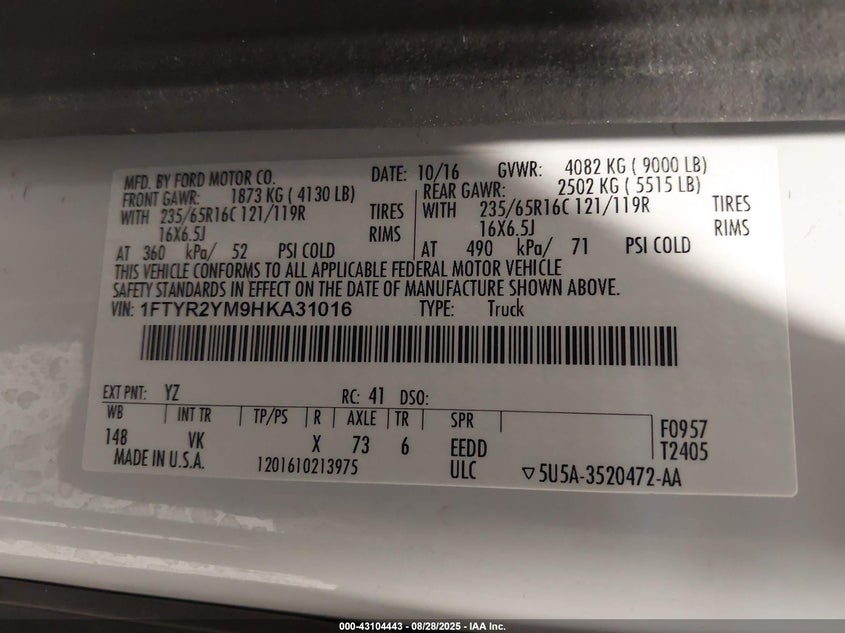 MFD. BY FORD MOTOR CO. DATE: 10/16 GVWR: 4082 KG ( 9000 LB)
FRONT GAWR: 1873 KG ( 4130 LB) REAR GAWR: 2502 KG ( 5515 LB)
WITH 235/65R16C 121/119R TIRES WITH 235/65R16C 121/119R TIRES
16X6.5J RIMS 16X6.5J RIMS
AT 360 kPa/ 52 PSI COLD AT 490 kPa/ 71 PSI COLD
THIS VEHICLE CONFORMS TO ALL APPLICABLE FEDERAL MOTOR VEHICLE
SAFETY STANDARDS IN EFFECT ON THE DATE OF MANUFACTURE SHOWN ABOVE.
VIN: 1FTYR2YM9HKA31016 TYPE: Truck
EXT PNT: YZ RC: 41 DSO:
WB INT TR TP/PS R AXLE TR SPR F0957
148 VK X 73 6 EEDD T2405
MADE IN U.S.A. 1201610213975 ULC ▽5U5A-3520472-AA
000-43104443 - 08/28/2025 - IAA Inc.